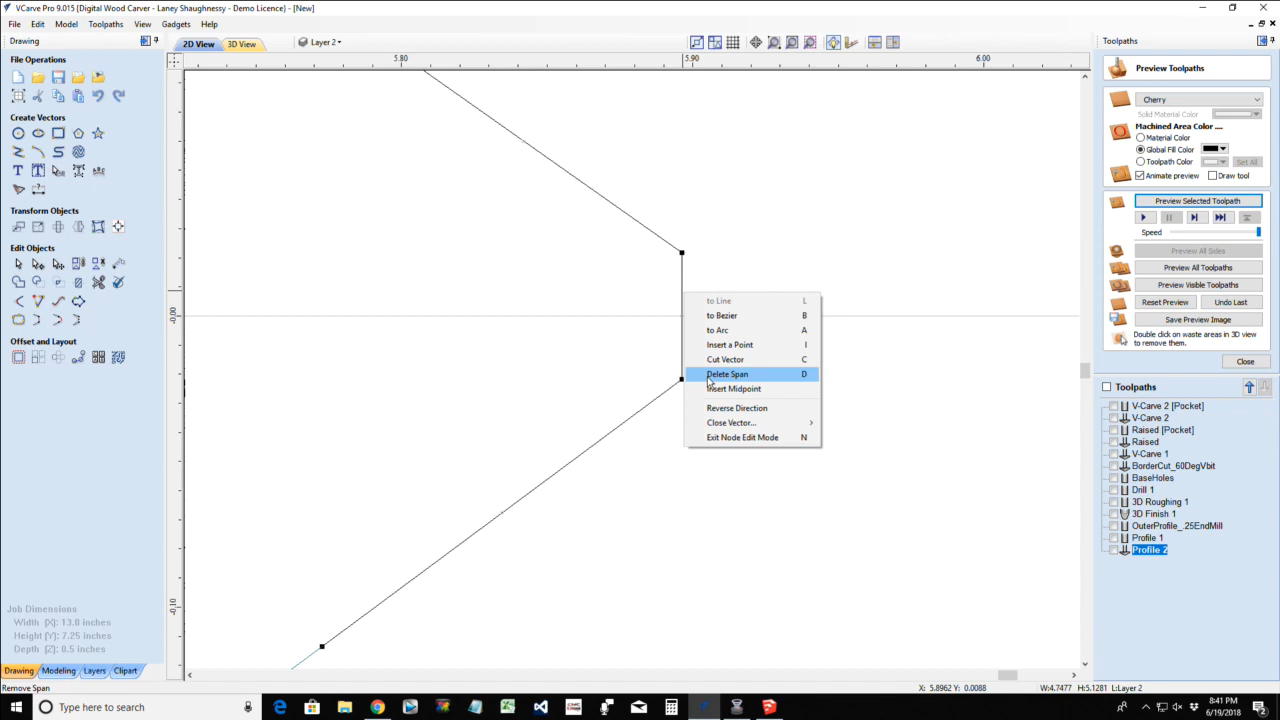 VCarve Pro 9.015 {Digital Wood Carver - Laney Shaughnessy - Demo Licence} - [New]
File Edit Model Toolpaths View Gadgets Help
Drawing
2D View
3D View
Layer 2
Toolpaths
File Operations
Create Vectors
Transform Objects
Edit Objects
Offset and Layout
Job Dimensions
Width (X): 13.0 inches
Height (Y): 7.25 inches
Depth (Z): 0.5 inches
Drawing Modeling Layers Clipart
5.80
5.90
6.00
-0.00
-0.10
to Line L
to Bezier B
to Arc A
Insert a Point I
Cut Vector C
Delete Span D
Insert Midpoint
Reverse Direction
Close Vector...
Exit Node Edit Mode N
Preview Toolpaths
Cherry
Solid Material Color
Machined Area Color ....
Material Color
Global Fill Color
Toolpath Color Set All
Animate preview Draw tool
Preview Selected Toolpath
Speed
Preview All Sides
Preview All Toolpaths
Preview Visible Toolpaths
Reset Preview Undo Last
Save Preview Image
Double click on waste areas in 3D view
to remove them.
Close
Toolpaths
V-Carve 2 [Pocket]
V-Carve 2
Raised [Pocket]
Raised
V-Carve 1
BorderCut_60DegVbit
BaseHoles
Drill 1
3D Roughing 1
3D Finish 1
OuterProfile_.25EndMill
Profile 1
Profile 2
Remove Span
X: 5.8962 Y: 0.0088
W:4.7477 H:5.1281 L:Layer 2
Type here to search
8:41 PM
6/19/2018